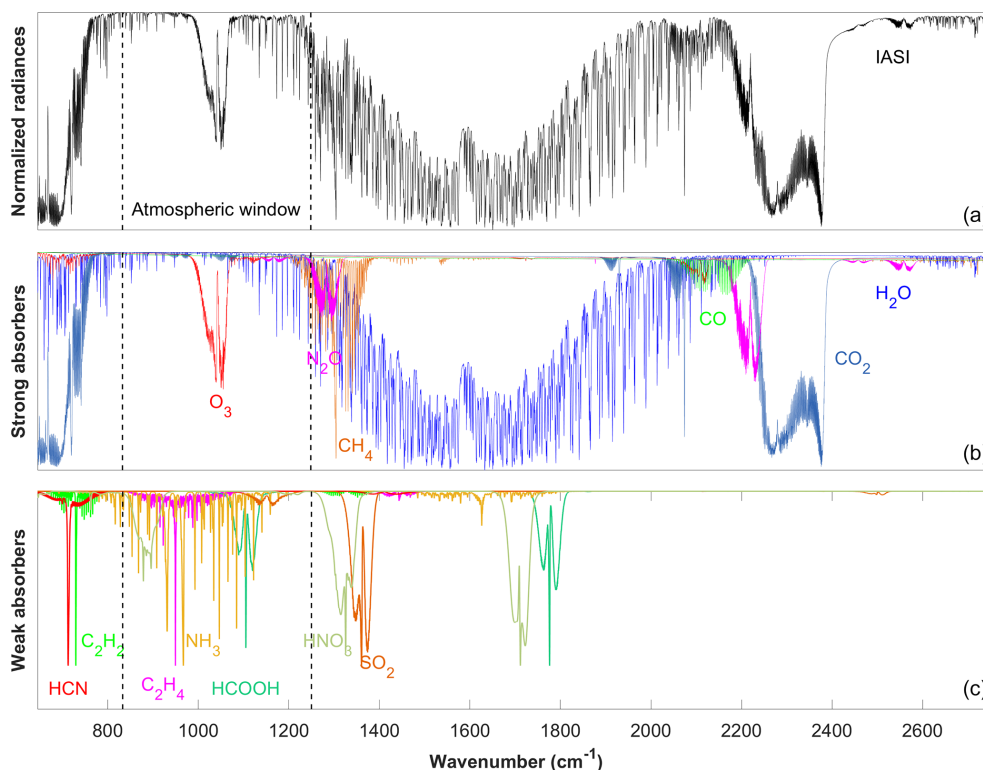 Normalized radiances
IASI
Atmospheric window
(a)
Strong absorbers
H2O
CO
N2O
CO2
O3
CH4
(b)
Weak absorbers
C2H2
NH3
HNO3
SO2
HCN
C2H4
HCOOH
(c)
800 1000 1200 1400 1600 1800 2000 2200 2400 2600
Wavenumber (cm-1)